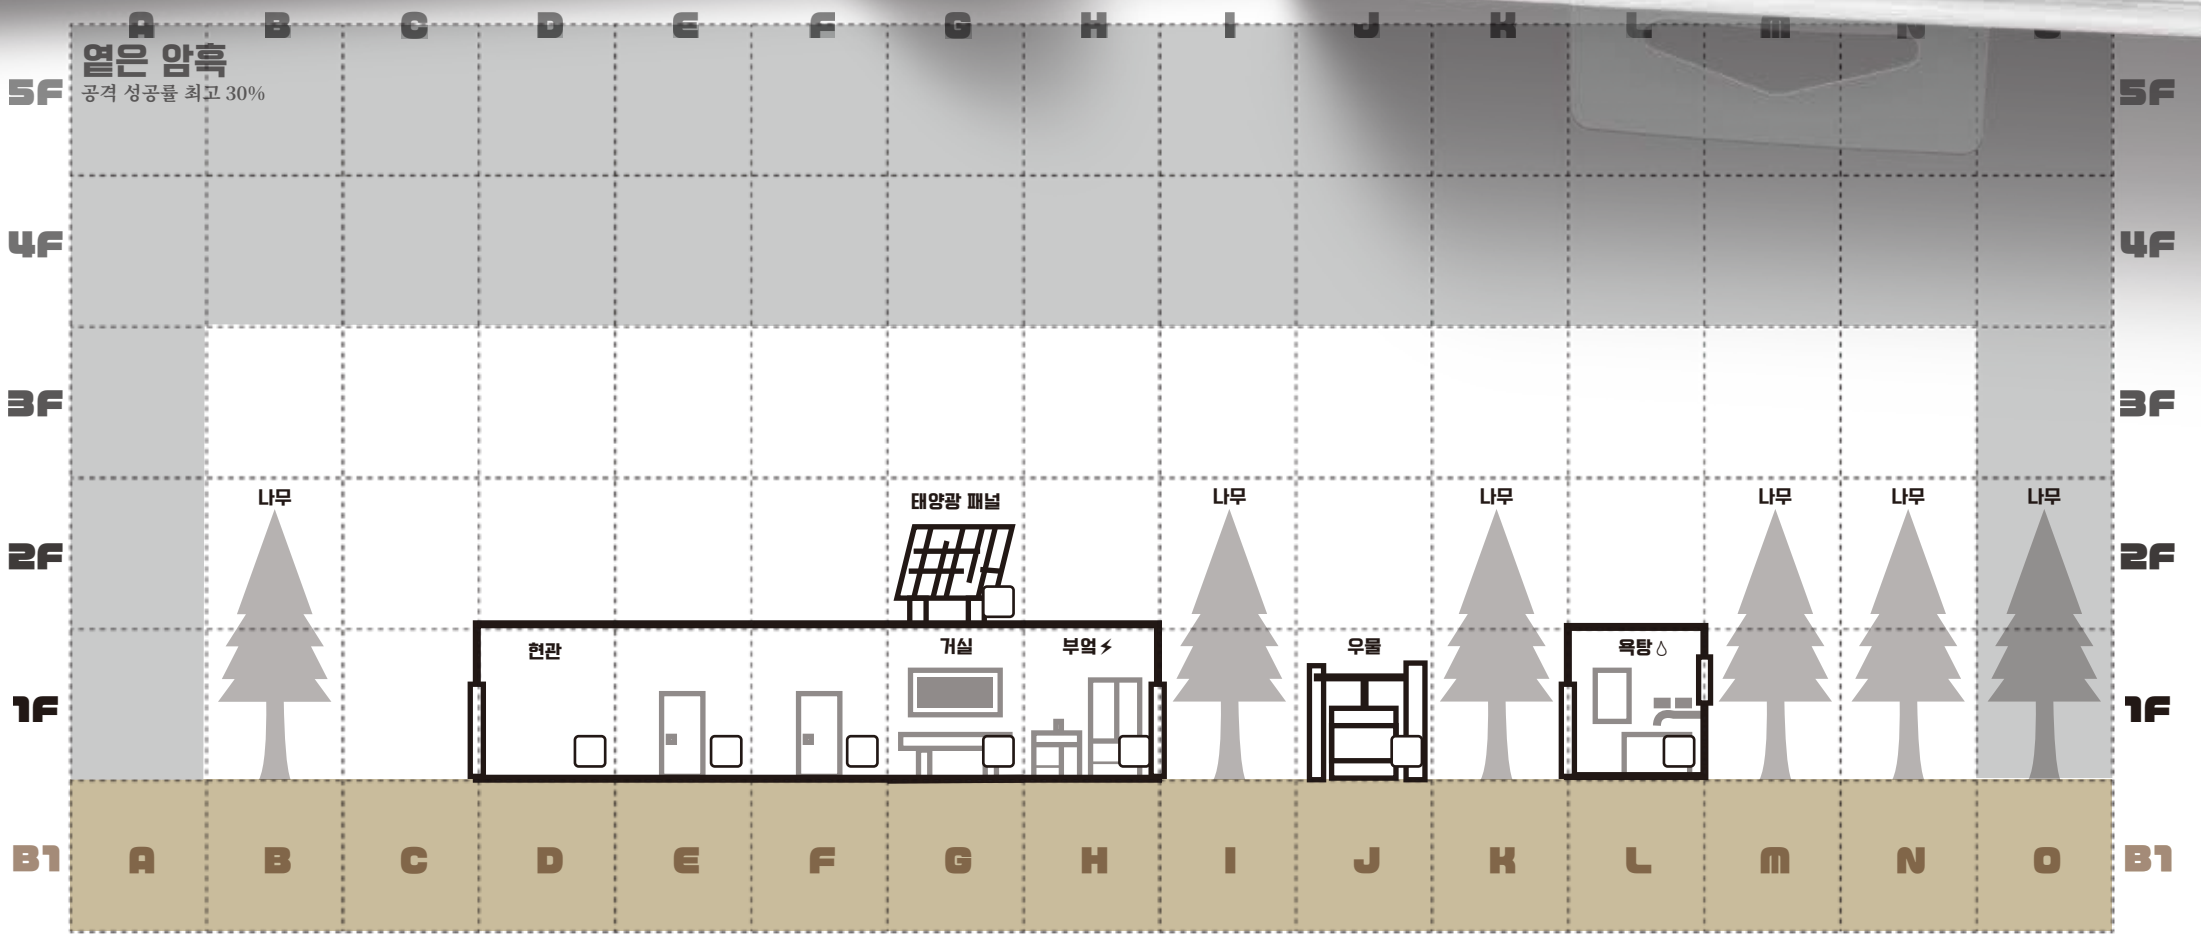 A B C D E F G H I J K L M N O
옅은 암흑
5F 공격 성공률 최고 30% 5F
4F 4F
3F 3F
나무 태양광 패널 나무 나무 나무 나무 나무
2F 2F
현관 거실 부엌 우물 욕탕
1F 1F
B1 A B C D E F G H I J K L M N O B1